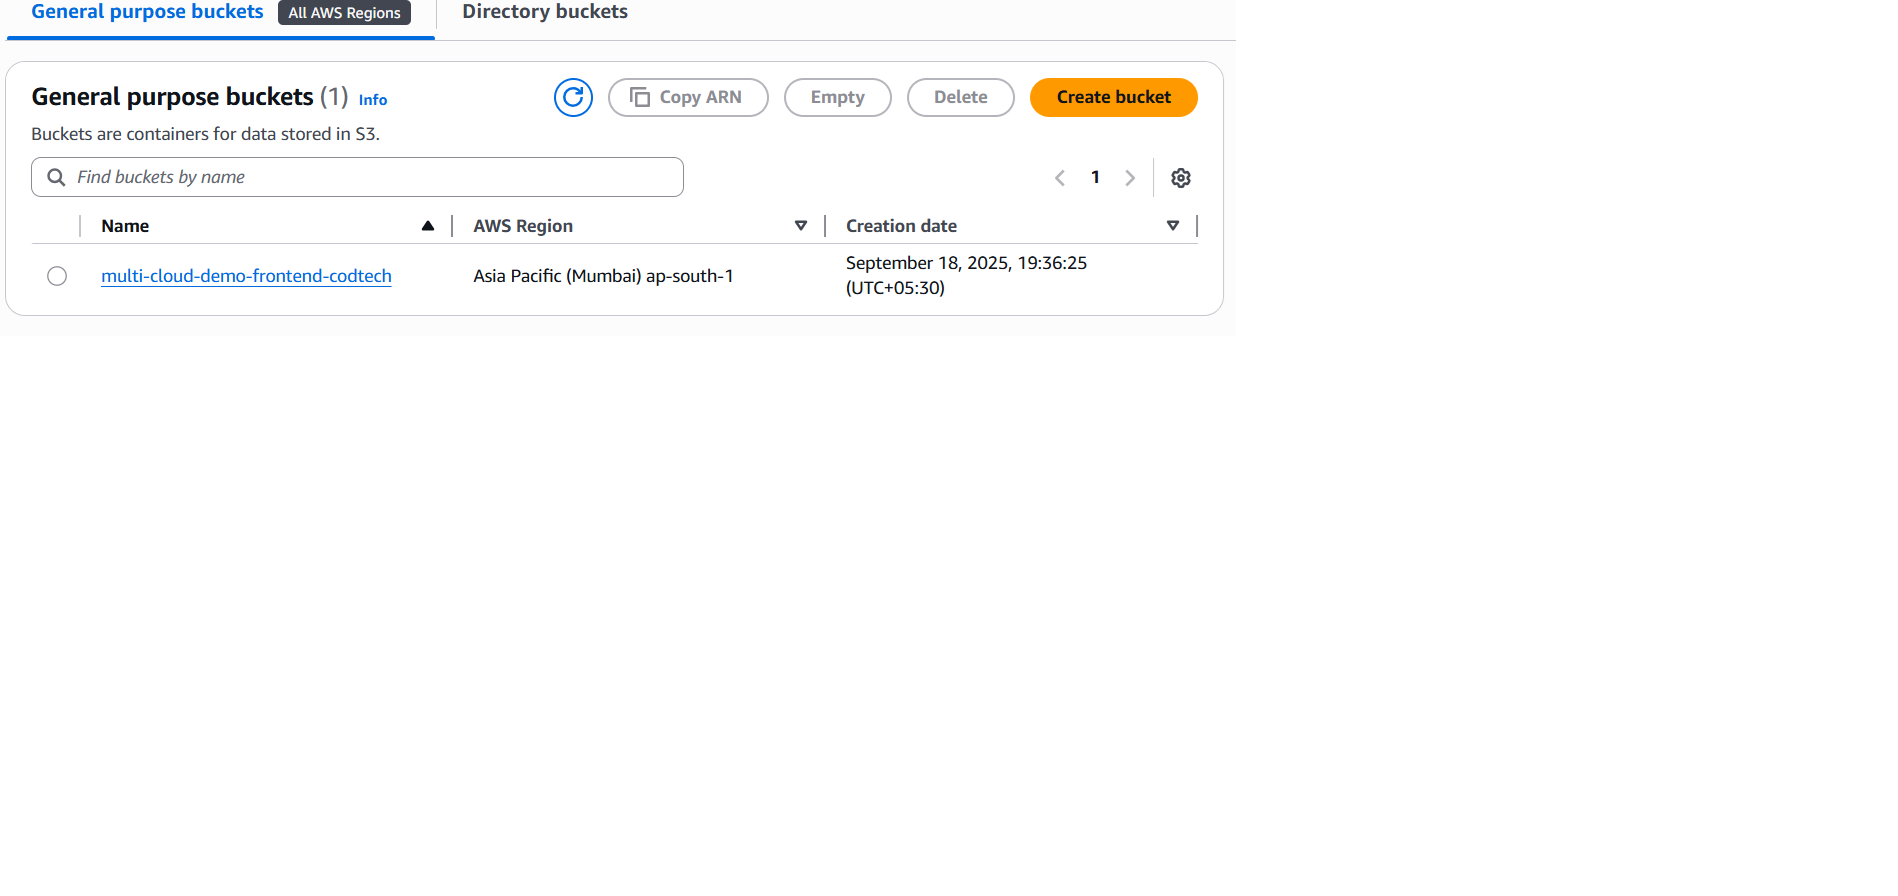 General purpose buckets All AWS Regions Directory buckets
General purpose buckets (1) Info Copy ARN Empty Delete Create bucket
Buckets are containers for data stored in S3.
Find buckets by name 1
Name AWS Region Creation date
multi-cloud-demo-frontend-codtech Asia Pacific (Mumbai) ap-south-1 September 18, 2025, 19:36:25
(UTC+05:30)